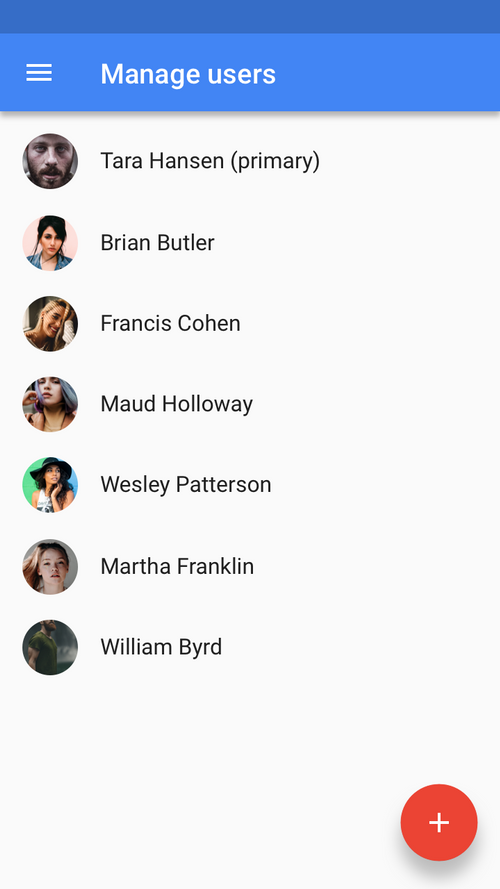 Manage users
Tara Hansen (primary)
Brian Butler
Francis Cohen
Maud Holloway
Wesley Patterson
Martha Franklin
William Byrd